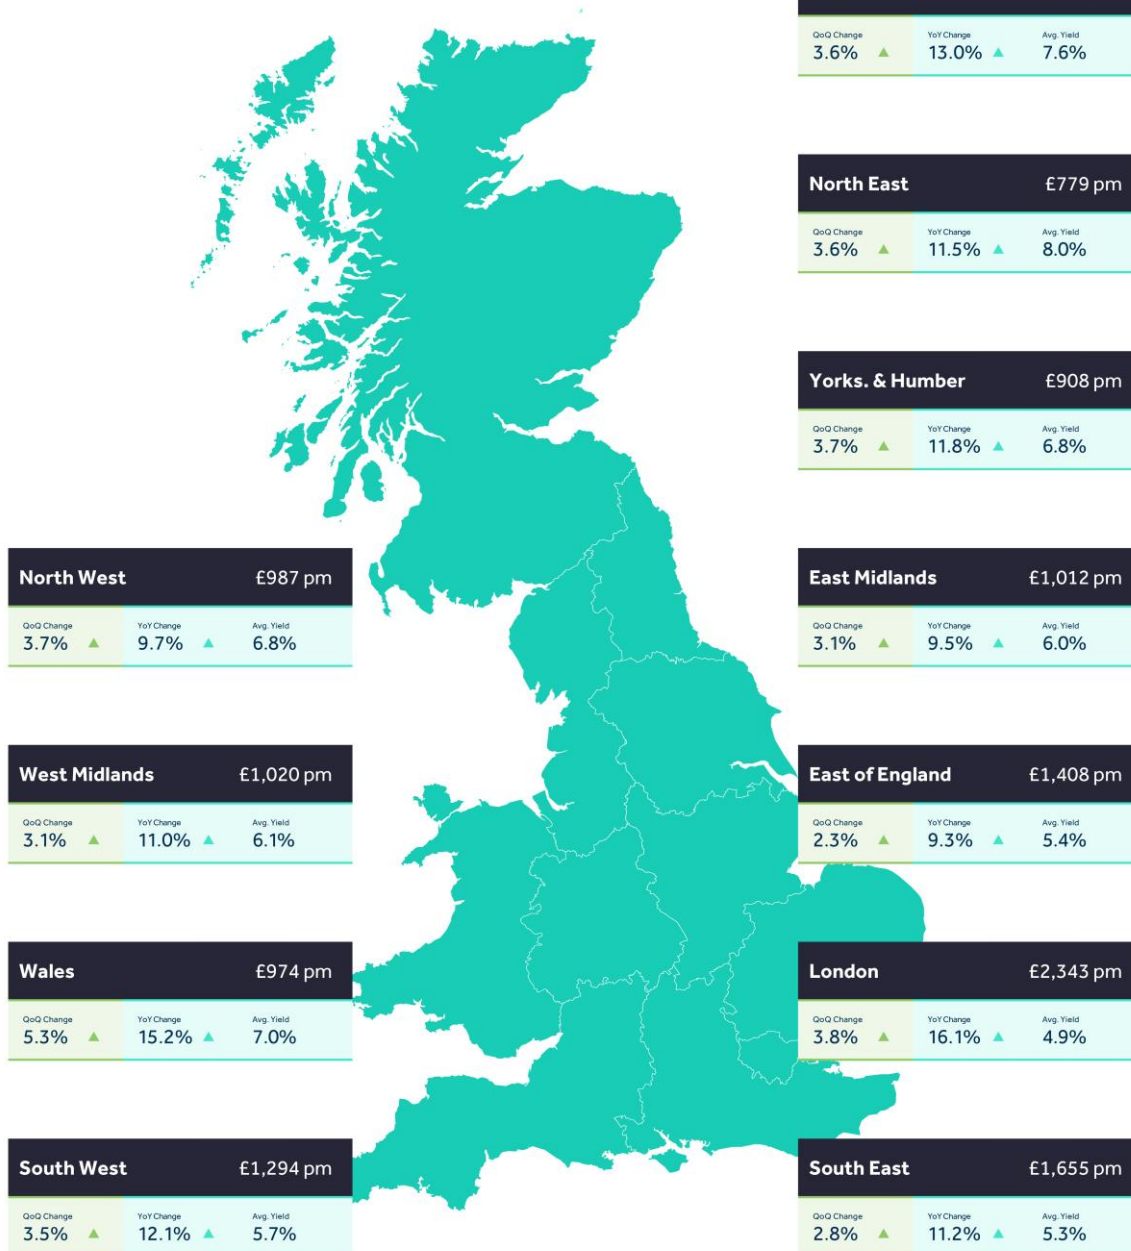 QoQ Change YoY Change Avg. Yield
3.6% 13.0% 7.6%
North East £779 pm
QoQ Change YoY Change Avg. Yield
3.6% 11.5% 8.0%
Yorks. & Humber £908 pm
QoQ Change YoY Change Avg. Yield
3.7% 11.8% 6.8%
North West £987 pm
QoQ Change YoY Change Avg. Yield
3.7% 9.7% 6.8%
East Midlands £1,012 pm
QoQ Change YoY Change Avg. Yield
3.1% 9.5% 6.0%
West Midlands £1,020 pm
QoQ Change YoY Change Avg. Yield
3.1% 11.0% 6.1%
East of England £1,408 pm
QoQ Change YoY Change Avg. Yield
2.3% 9.3% 5.4%
Wales £974 pm
QoQ Change YoY Change Avg. Yield
5.3% 15.2% 7.0%
London £2,343 pm
QoQ Change YoY Change Avg. Yield
3.8% 16.1% 4.9%
South West £1,294 pm
QoQ Change YoY Change Avg. Yield
3.5% 12.1% 5.7%
South East £1,655 pm
QoQ Change YoY Change Avg. Yield
2.8% 11.2% 5.3%